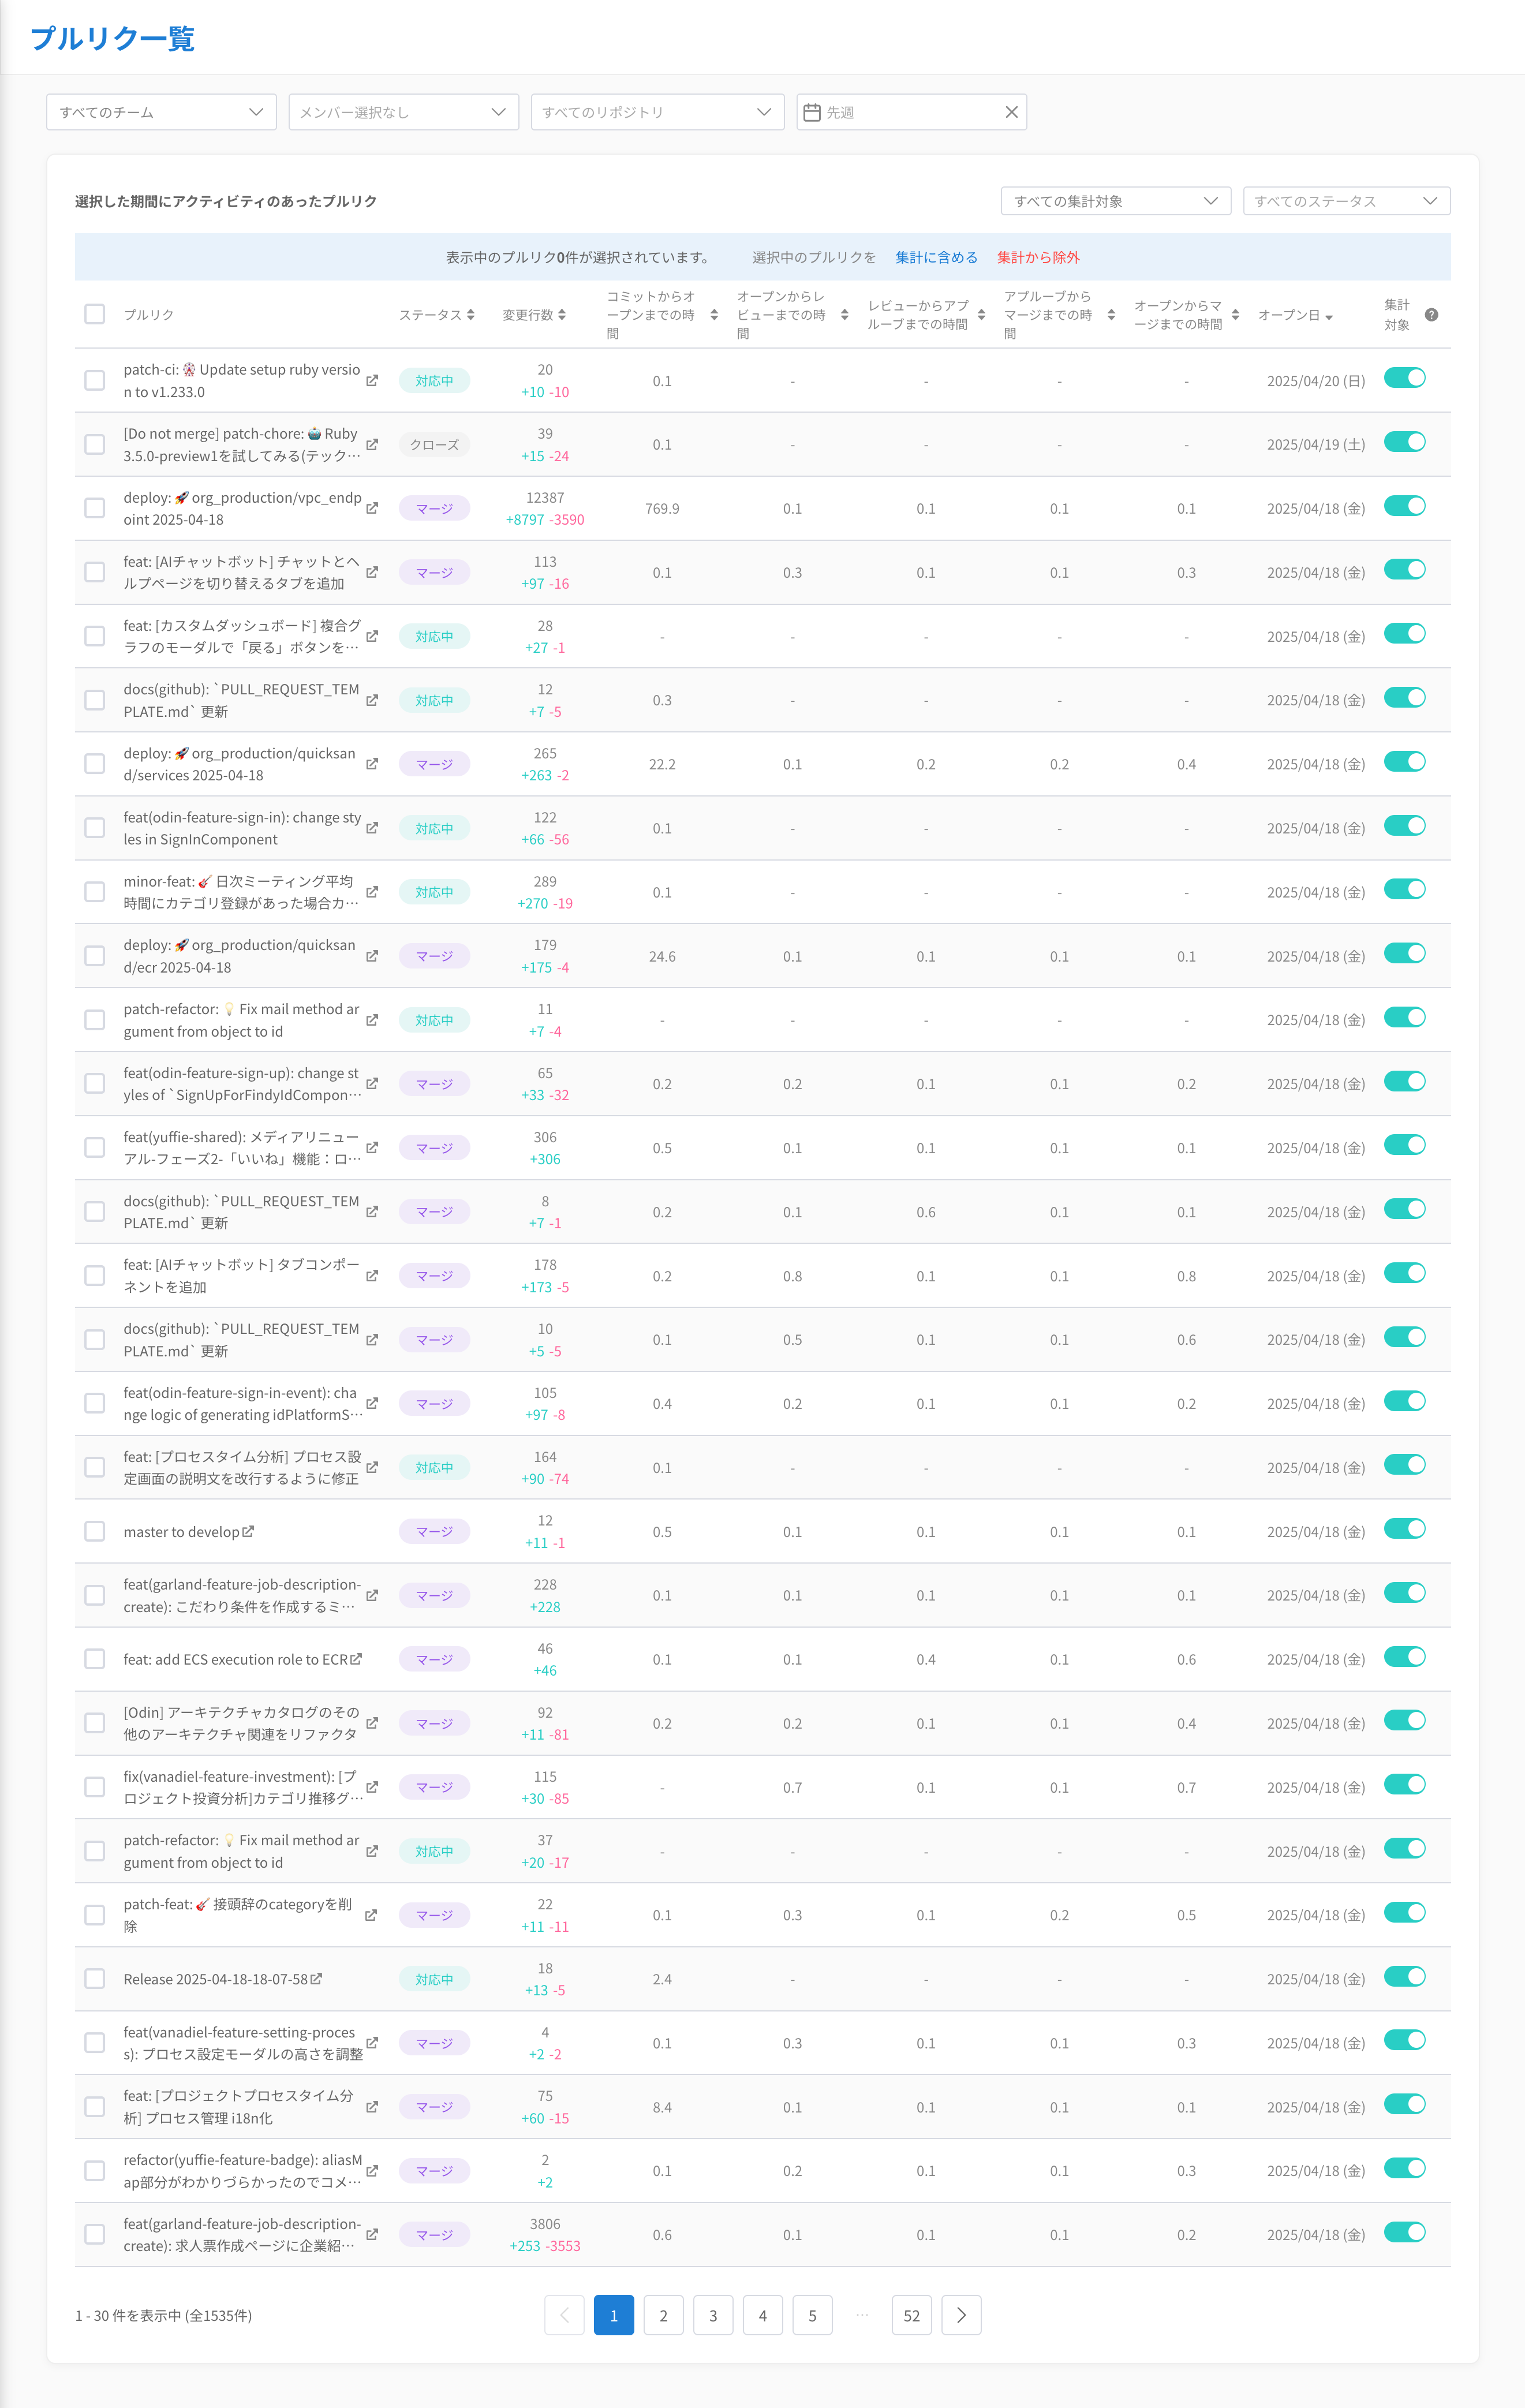 プルリク一覧
すべてのチーム
メンバー選択なし
すべてのリポジトリ
先週
選択した期間にアクティビティのあったプルリク
すべての集計対象
すべてのステータス
表示中のプルリク0件が選択されています。 選択中のプルリクを 集計に含める 集計から除外
プルリク
ステータス
変更行数
コミットからオ
ープンまでの時
間
オープンからレ
ビューまでの時
間
レビューからアプ
ルーブまでの時間
アプルーブから
マージまでの時
間
オープンからマ
ージまでの時間
オープン日
集計
対象
?
patch-ci: 🎡 Update setup ruby versio
n to v1.233.0
対応中
20
+10 -10
0.1 - - - - 2025/04/20 (日)
[Do not merge] patch-chore: 🤖 Ruby
3.5.0-preview1を試してみる(テック…
クローズ
39
+15 -24
0.1 - - - - 2025/04/19 (土)
deploy: 🚀 org_production/vpc_endp
oint 2025-04-18
マージ
12387
+8797 -3590
769.9 0.1 0.1 0.1 0.1 2025/04/18 (金)
feat: [AIチャットボット] チャットとヘ
ルプページを切り替えるタブを追加
マージ
113
+97 -16
0.1 0.3 0.1 0.1 0.3 2025/04/18 (金)
feat: [カスタムダッシュボード] 複合グ
ラフのモーダルで「戻る」ボタンを…
対応中
28
+27 -1
- - - - - 2025/04/18 (金)
docs(github): `PULL_REQUEST_TEM
PLATE.md` 更新
対応中
12
+7 -5
0.3 - - - - 2025/04/18 (金)
deploy: 🚀 org_production/quicksan
d/services 2025-04-18
マージ
265
+263 -2
22.2 0.1 0.2 0.2 0.4 2025/04/18 (金)
feat(odin-feature-sign-in): change sty
les in SignInComponent
対応中
122
+66 -56
0.1 - - - - 2025/04/18 (金)
minor-feat: 🎸 日次ミーティング平均
時間にカテゴリ登録があった場合カ…
対応中
289
+270 -19
0.1 - - - - 2025/04/18 (金)
deploy: 🚀 org_production/quicksan
d/ecr 2025-04-18
マージ
179
+175 -4
24.6 0.1 0.1 0.1 0.1 2025/04/18 (金)
patch-refactor: 💡 Fix mail method ar
gument from object to id
対応中
11
+7 -4
- - - - - 2025/04/18 (金)
feat(odin-feature-sign-up): change st
yles of `SignUpForFindyIdCompon…
マージ
65
+33 -32
0.2 0.2 0.1 0.1 0.2 2025/04/18 (金)
feat(yuffie-shared): メディアリニュー
アル-フェーズ2-「いいね」機能：ロ…
マージ
306
+306
0.5 0.1 0.1 0.1 0.1 2025/04/18 (金)
docs(github): `PULL_REQUEST_TEM
PLATE.md` 更新
マージ
8
+7 -1
0.2 0.1 0.6 0.1 0.1 2025/04/18 (金)
feat: [AIチャットボット] タブコンポー
ネントを追加
マージ
178
+173 -5
0.2 0.8 0.1 0.1 0.8 2025/04/18 (金)
docs(github): `PULL_REQUEST_TEM
PLATE.md` 更新
マージ
10
+5 -5
0.1 0.5 0.1 0.1 0.6 2025/04/18 (金)
feat(odin-feature-sign-in-event): cha
nge logic of generating idPlatformS…
マージ
105
+97 -8
0.4 0.2 0.1 0.1 0.2 2025/04/18 (金)
feat: [プロセスタイム分析] プロセス設
定画面の説明文を改行するように修正
対応中
164
+90 -74
0.1 - - - - 2025/04/18 (金)
master to develop
マージ
12
+11 -1
0.5 0.1 0.1 0.1 0.1 2025/04/18 (金)
feat(garland-feature-job-description-
create): こだわり条件を作成するミ…
マージ
228
+228
0.1 0.1 0.1 0.1 0.1 2025/04/18 (金)
feat: add ECS execution role to ECR
マージ
46
+46
0.1 0.1 0.4 0.1 0.6 2025/04/18 (金)
[Odin] アーキテクチャカタログのその
他のアーキテクチャ関連をリファクタ
マージ
92
+11 -81
0.2 0.2 0.1 0.1 0.4 2025/04/18 (金)
fix(vanadiel-feature-investment): [プ
ロジェクト投資分析]カテゴリ推移グ…
マージ
115
+30 -85
- 0.7 0.1 0.1 0.7 2025/04/18 (金)
patch-refactor: 💡 Fix mail method ar
gument from object to id
対応中
37
+20 -17
- - - - - 2025/04/18 (金)
patch-feat: 🎸 接頭辞のcategoryを削
除
マージ
22
+11 -11
0.1 0.3 0.1 0.2 0.5 2025/04/18 (金)
Release 2025-04-18-18-07-58
対応中
18
+13 -5
2.4 - - - - 2025/04/18 (金)
feat(vanadiel-feature-setting-proces
s): プロセス設定モーダルの高さを調整
マージ
4
+2 -2
0.1 0.3 0.1 0.1 0.3 2025/04/18 (金)
feat: [プロジェクトプロセスタイム分
析] プロセス管理 i18n化
マージ
75
+60 -15
8.4 0.1 0.1 0.1 0.1 2025/04/18 (金)
refactor(yuffie-feature-badge): aliasM
ap部分がわかりづらかったのでコメ…
マージ
2
+2
0.1 0.2 0.1 0.1 0.3 2025/04/18 (金)
feat(garland-feature-job-description-
create): 求人票作成ページに企業紹…
マージ
3806
+253 -3553
0.6 0.1 0.1 0.1 0.2 2025/04/18 (金)
1 - 30 件を表示中 (全1535件)
1 2 3 4 5 ··· 52